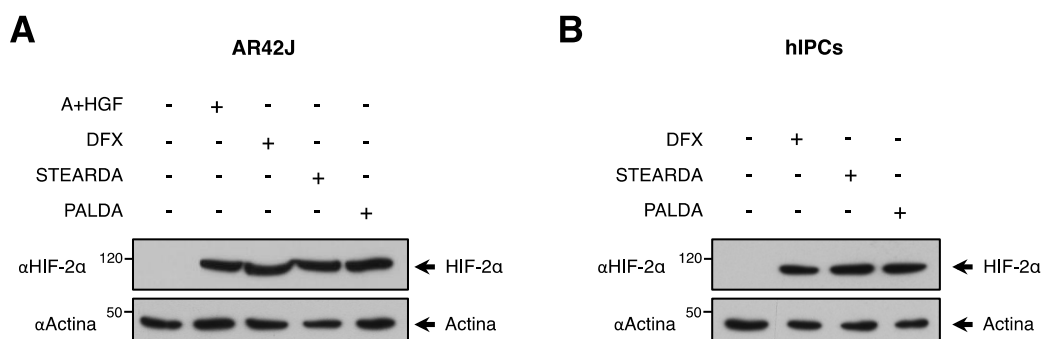 A
AR42J
A+HGF - + - - -
DFX - - + - -
STEARDA - - - + -
PALDA - - - - +
αHIF-2α 120 HIF-2α
αActina 50 Actina
B
hIPCs
DFX - + - -
STEARDA - - + -
PALDA - - - +
αHIF-2α 120 HIF-2α
αActina 50 Actina